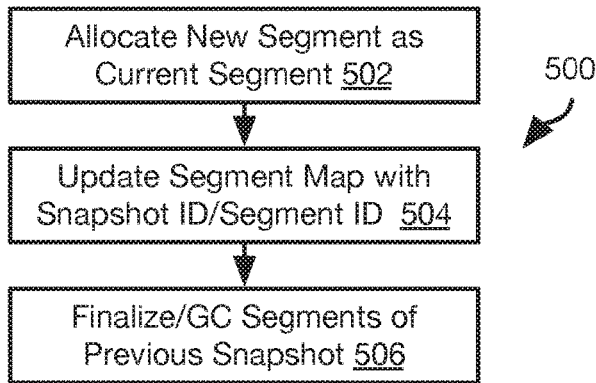 Allocate New Segment as
Current Segment 502
500
Update Segment Map with
Snapshot ID/Segment ID 504
Finalize/GC Segments of
Previous Snapshot 506